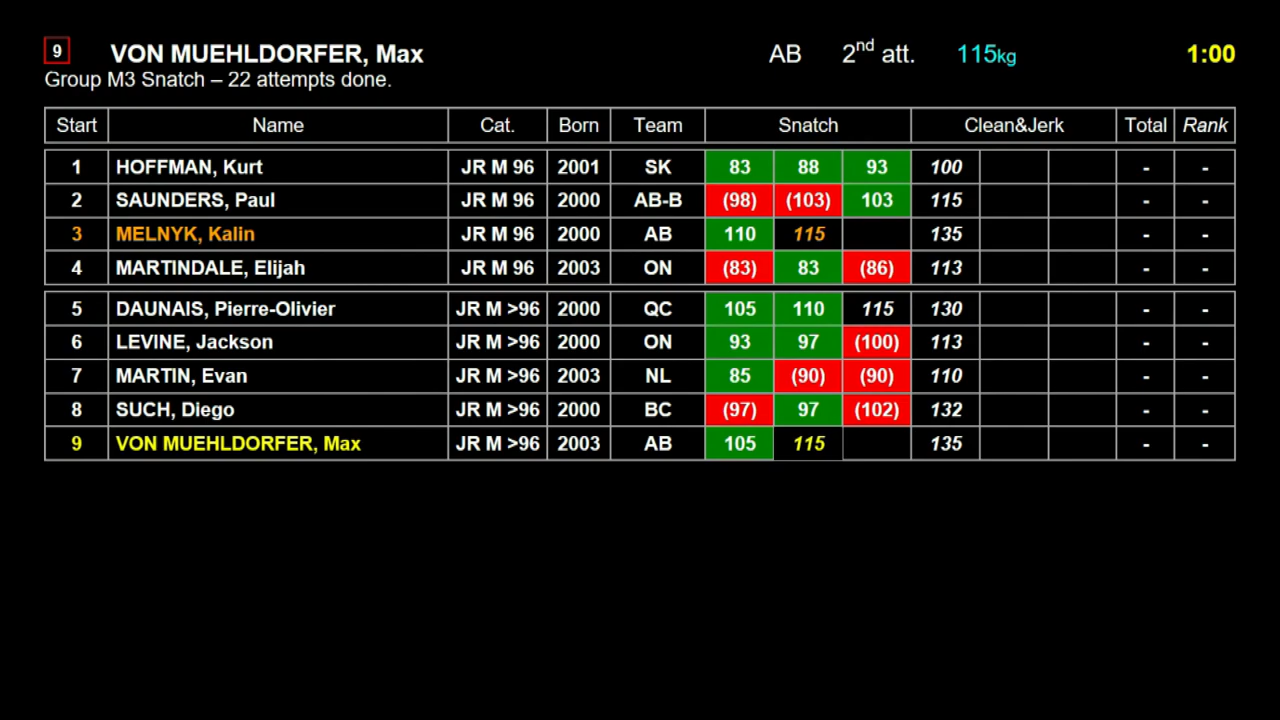 9 VON MUEHLDORFER, Max AB 2nd att. 115kg 1:00
Group M3 Snatch – 22 attempts done.
Start Name Cat. Born Team Snatch Clean&Jerk Total Rank
1 HOFFMAN, Kurt JR M 96 2001 SK 83 88 93 100 - -
2 SAUNDERS, Paul JR M 96 2000 AB-B (98) (103) 103 115 - -
3 MELNYK, Kalin JR M 96 2000 AB 110 115 135 - -
4 MARTINDALE, Elijah JR M 96 2003 ON (83) 83 (86) 113 - -
5 DAUNAIS, Pierre-Olivier JR M >96 2000 QC 105 110 115 130 - -
6 LEVINE, Jackson JR M >96 2000 ON 93 97 (100) 113 - -
7 MARTIN, Evan JR M >96 2003 NL 85 (90) (90) 110 - -
8 SUCH, Diego JR M >96 2000 BC (97) 97 (102) 132 - -
9 VON MUEHLDORFER, Max JR M >96 2003 AB 105 115 135 - -